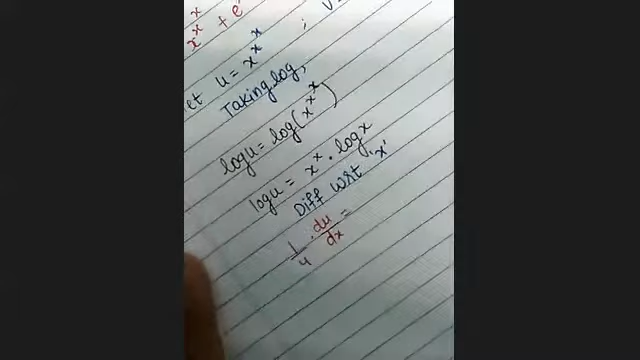 x^x^x + e
; v
let u = x^x^x
Taking log,
log u = log(x^x^x)
log u = x^x . log x
Diff wrt 'x'
1/u . du/dx =